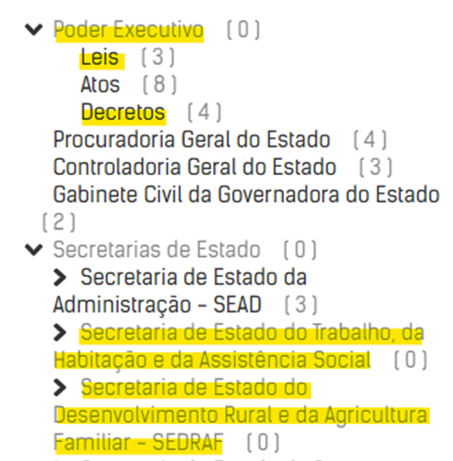 Poder Executivo (0)
Leis (3)
Atos (8)
Decretos (4)
Procuradoria Geral do Estado (4)
Controladoria Geral do Estado (3)
Gabinete Civil da Governadora do Estado
(2)
Secretarias de Estado (0)
Secretaria de Estado da
Administração - SEAD (3)
Secretaria de Estado do Trabalho, da
Habitação e da Assistência Social (0)
Secretaria de Estado do
Desenvolvimento Rural e da Agricultura
Familiar - SEDRAF (0)